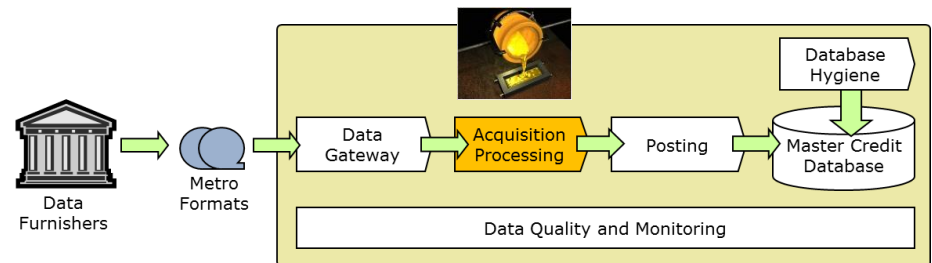 Data
Furnishers
Metro
Formats
Data
Gateway
Acquisition
Processing
Posting
Database
Hygiene
Master Credit
Database
Data Quality and Monitoring